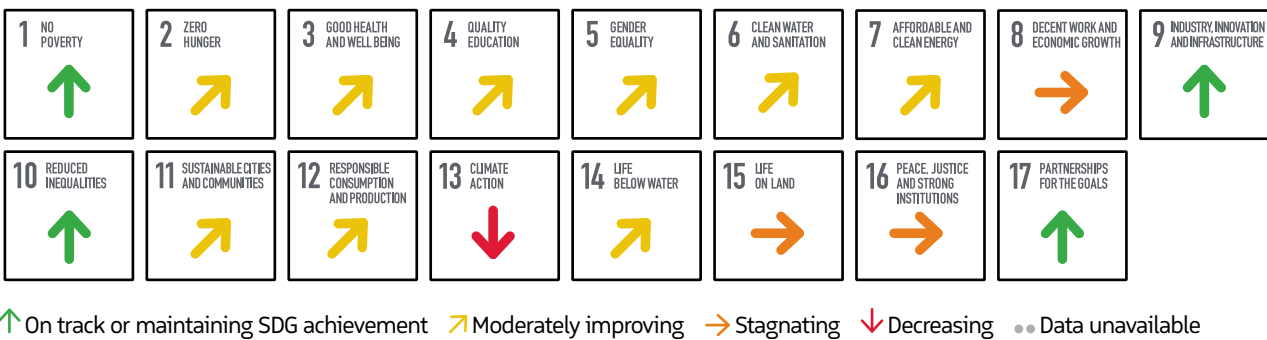 1 NO
POVERTY
2 ZERO
HUNGER
3 GOOD HEALTH
AND WELL BEING
4 QUALITY
EDUCATION
5 GENDER
EQUALITY
6 CLEAN WATER
AND SANITATION
7 AFFORDABLE AND
CLEAN ENERGY
8 DECENT WORK AND
ECONOMIC GROWTH
9 INDUSTRY, INNOVATION
AND INFRASTRUCTURE
10 REDUCED
INEQUALITIES
11 SUSTAINABLE CITIES
AND COMMUNITIES
12 RESPONSIBLE
CONSUMPTION
AND PRODUCTION
13 CLIMATE
ACTION
14 LIFE
BELOW WATER
15 LIFE
ON LAND
16 PEACE, JUSTICE
AND STRONG
INSTITUTIONS
17 PARTNERSHIPS
FOR THE GOALS
On track or maintaining SDG achievement Moderately improving Stagnating Decreasing Data unavailable